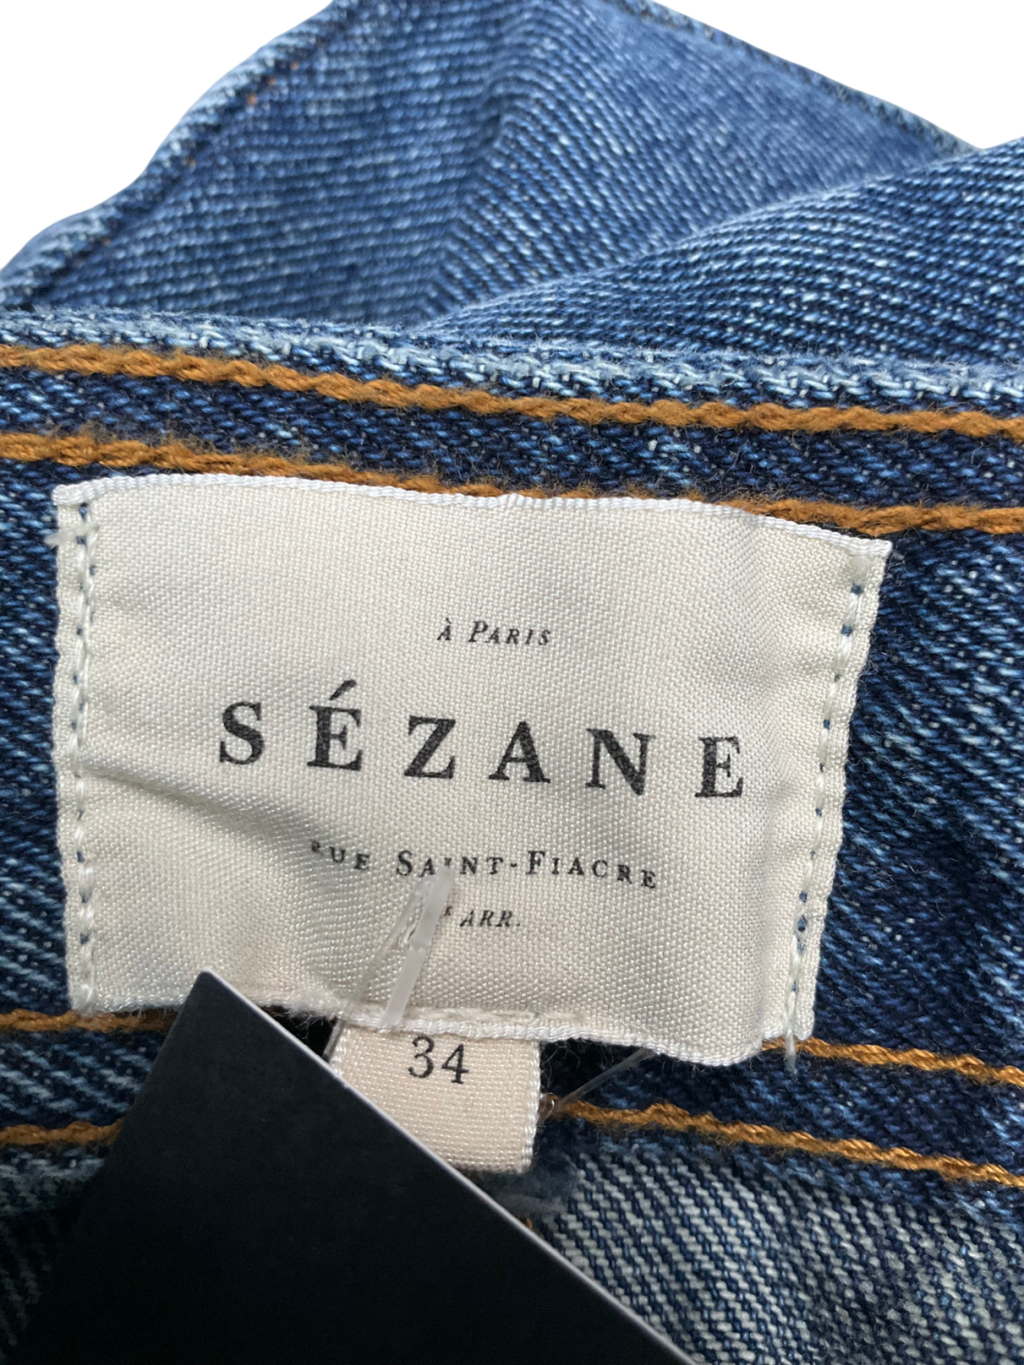 À PARIS
SÉZANE
RUE SAINT-FIACRE
ARR.
34